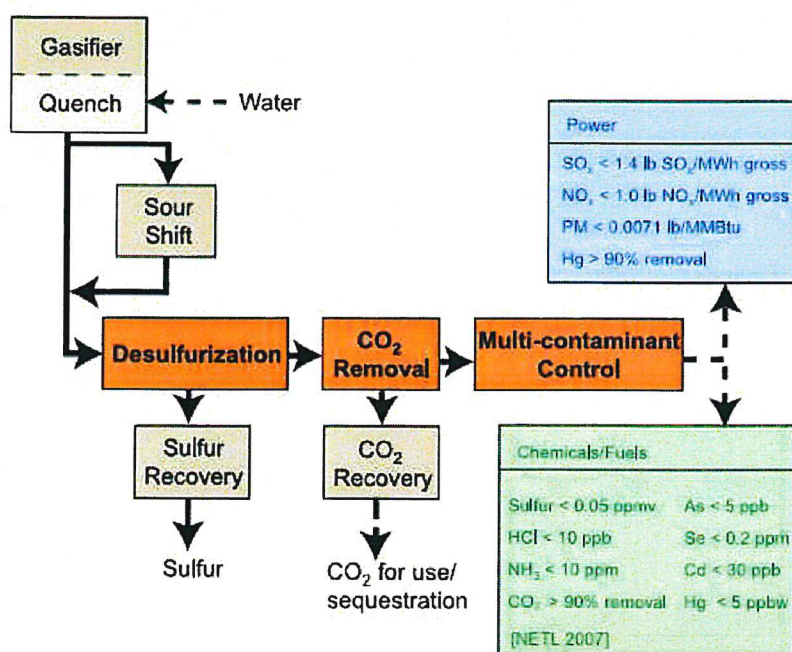 Gasifier
Quench
Water
Sour
Shift
Desulfurization
CO₂
Removal
Multi-contaminant
Control
Sulfur
Recovery
CO₂
Recovery
Sulfur
CO₂ for use/
sequestration
Power
SOₓ < 1.4 lb SOₓ/MWh gross
NOₓ < 1.0 lb NOₓ/MWh gross
PM < 0.0071 lb/MMBtu
Hg > 90% removal
Chemicals/Fuels
Sulfur < 0.05 ppmv As < 5 ppb
HCl < 10 ppb Se < 0.2 ppm
NH₃ < 10 ppm Cd < 30 ppb
CO₂ > 90% removal Hg < 5 ppbw
[NETL 2007]